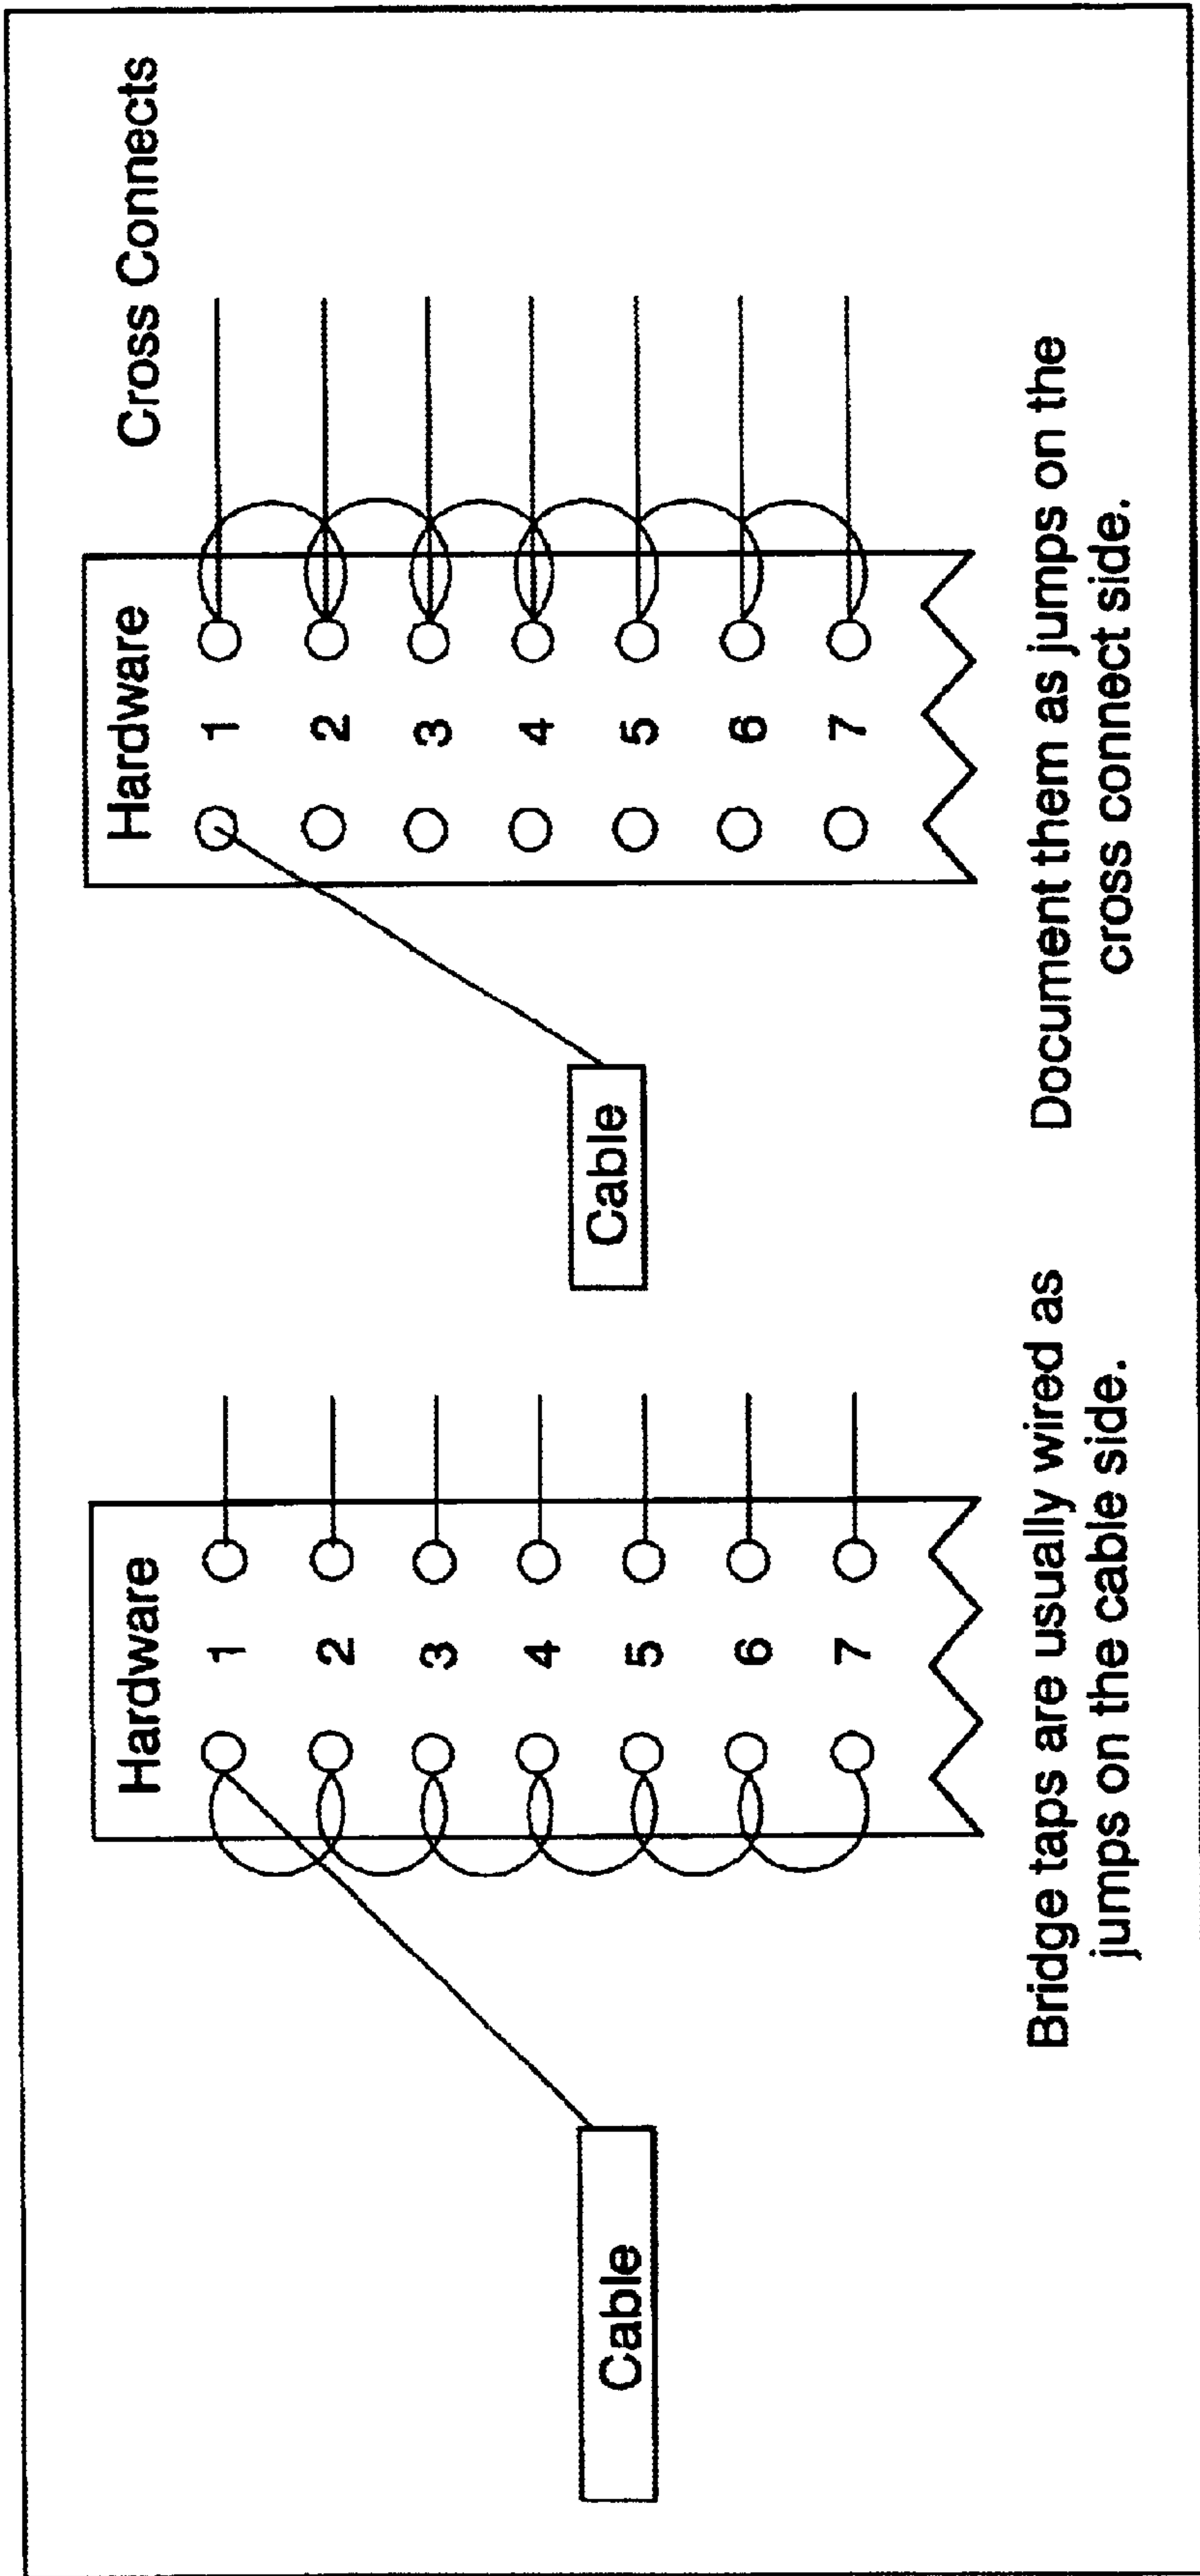 Hardware
1
2
3
4
5
6
7
Cable
Bridge taps are usually wired as
jumps on the cable side.
Cross Connects
Hardware
1
2
3
4
5
6
7
Cable
Document them as jumps on the
cross connect side.